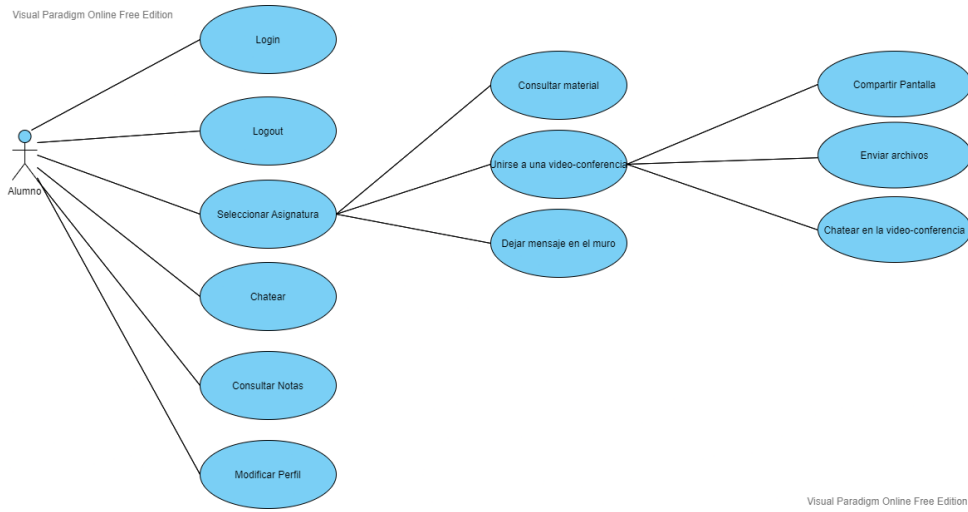 Visual Paradigm Online Free Edition
Login
Logout
Alumno
Seleccionar Asignatura
Chatear
Consultar Notas
Modificar Perfil
Consultar material
Unirse a una video-conferencia
Dejar mensaje en el muro
Compartir Pantalla
Enviar archivos
Chatear en la video-conferencia
Visual Paradigm Online Free Edition